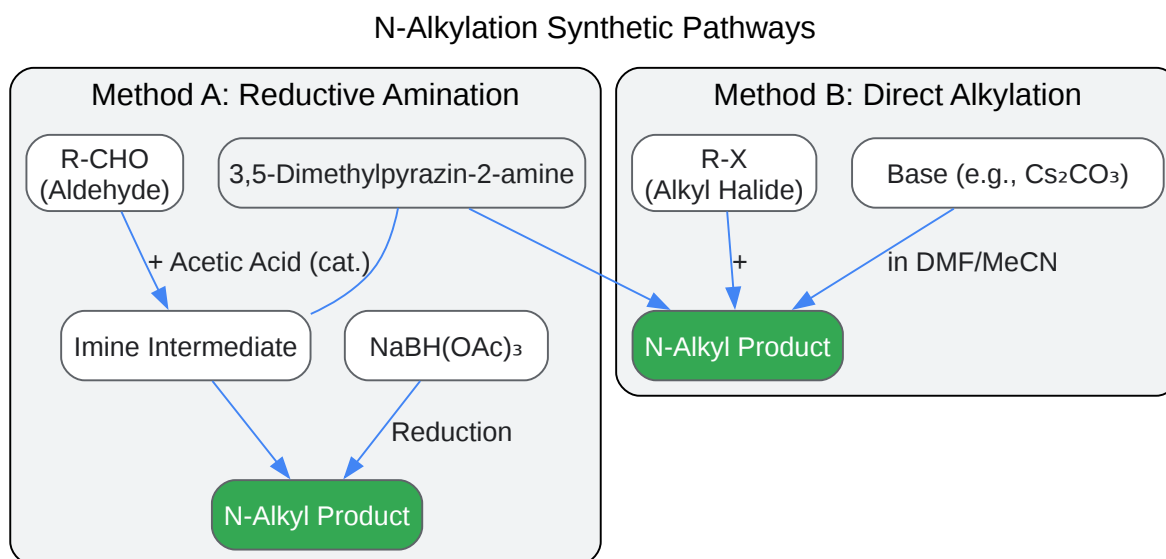 N-Alkylation Synthetic Pathways
Method A: Reductive Amination
R-CHO
(Aldehyde)
3,5-Dimethylpyrazin-2-amine
+ Acetic Acid (cat.)
Imine Intermediate
NaBH(OAc)₃
Reduction
N-Alkyl Product
Method B: Direct Alkylation
R-X
(Alkyl Halide)
Base (e.g., Cs₂CO₃)
+
in DMF/MeCN
N-Alkyl Product